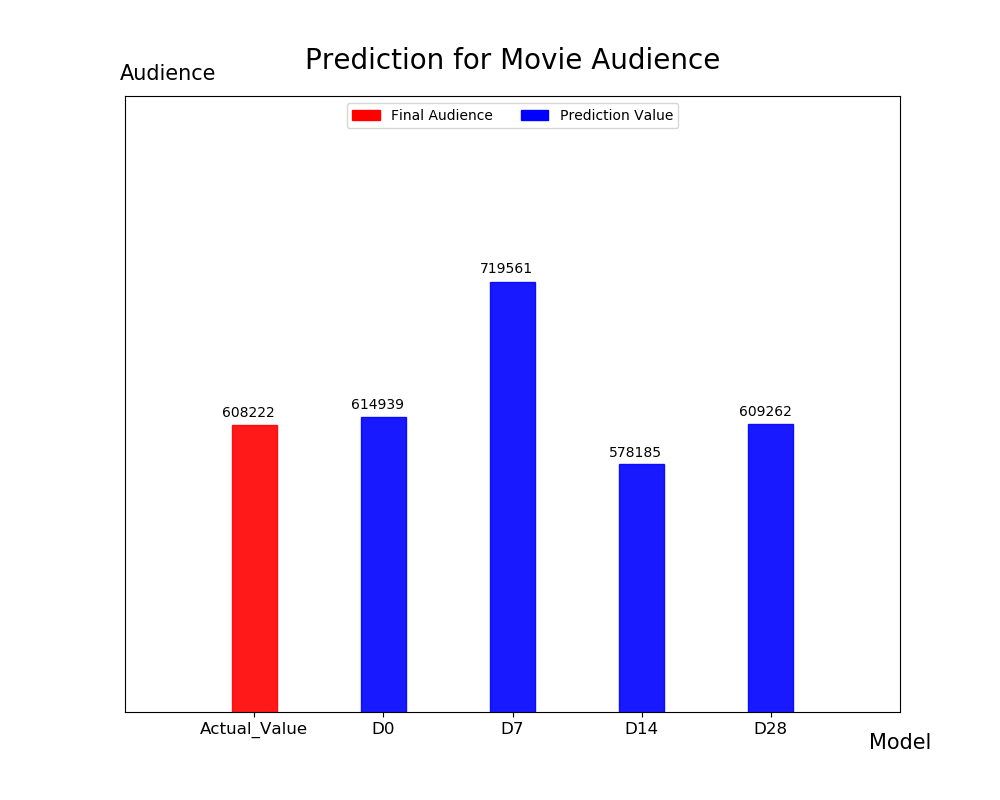 Prediction for Movie Audience
Audience
Final Audience
Prediction Value
719561
614939
608222
609262
578185
Actual_Value
D0
D7
D14
D28
Model